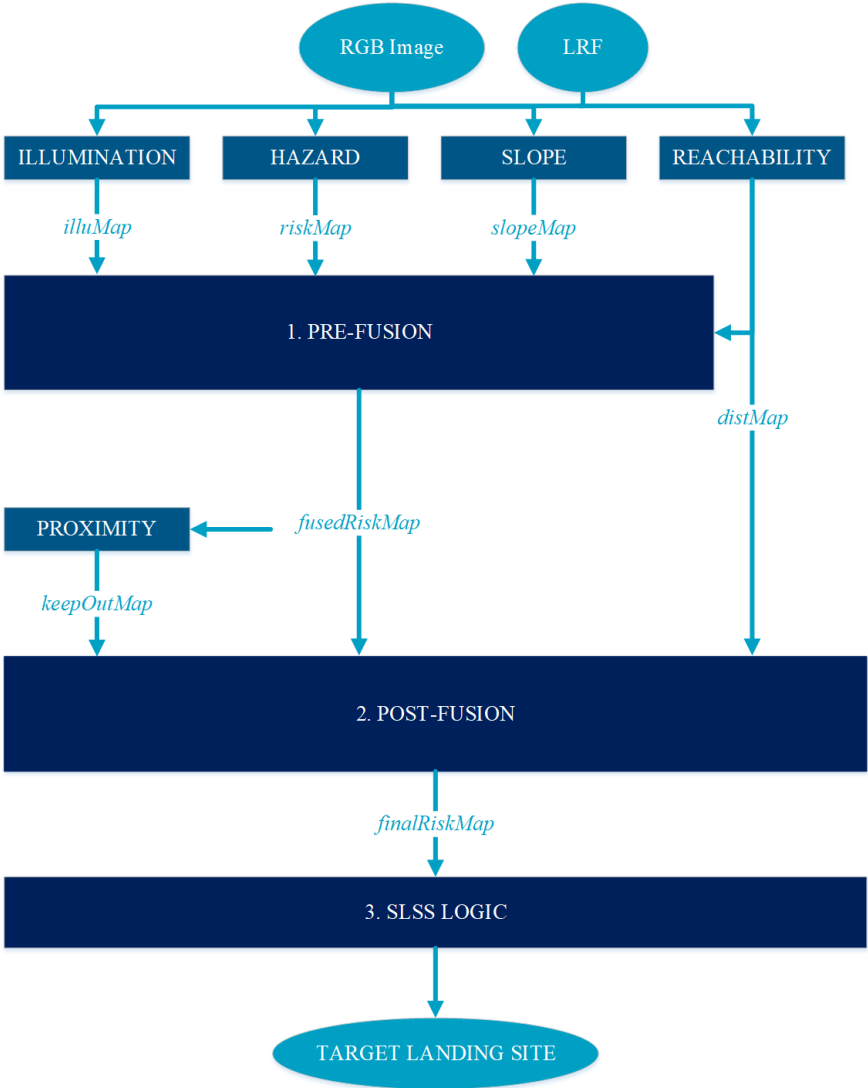 RGB Image
LRF
ILLUMINATION
HAZARD
SLOPE
REACHABILITY
illuMap
riskMap
slopeMap
1. PRE-FUSION
distMap
PROXIMITY
fusedRiskMap
keepOutMap
2. POST-FUSION
finalRiskMap
3. SLSS LOGIC
TARGET LANDING SITE